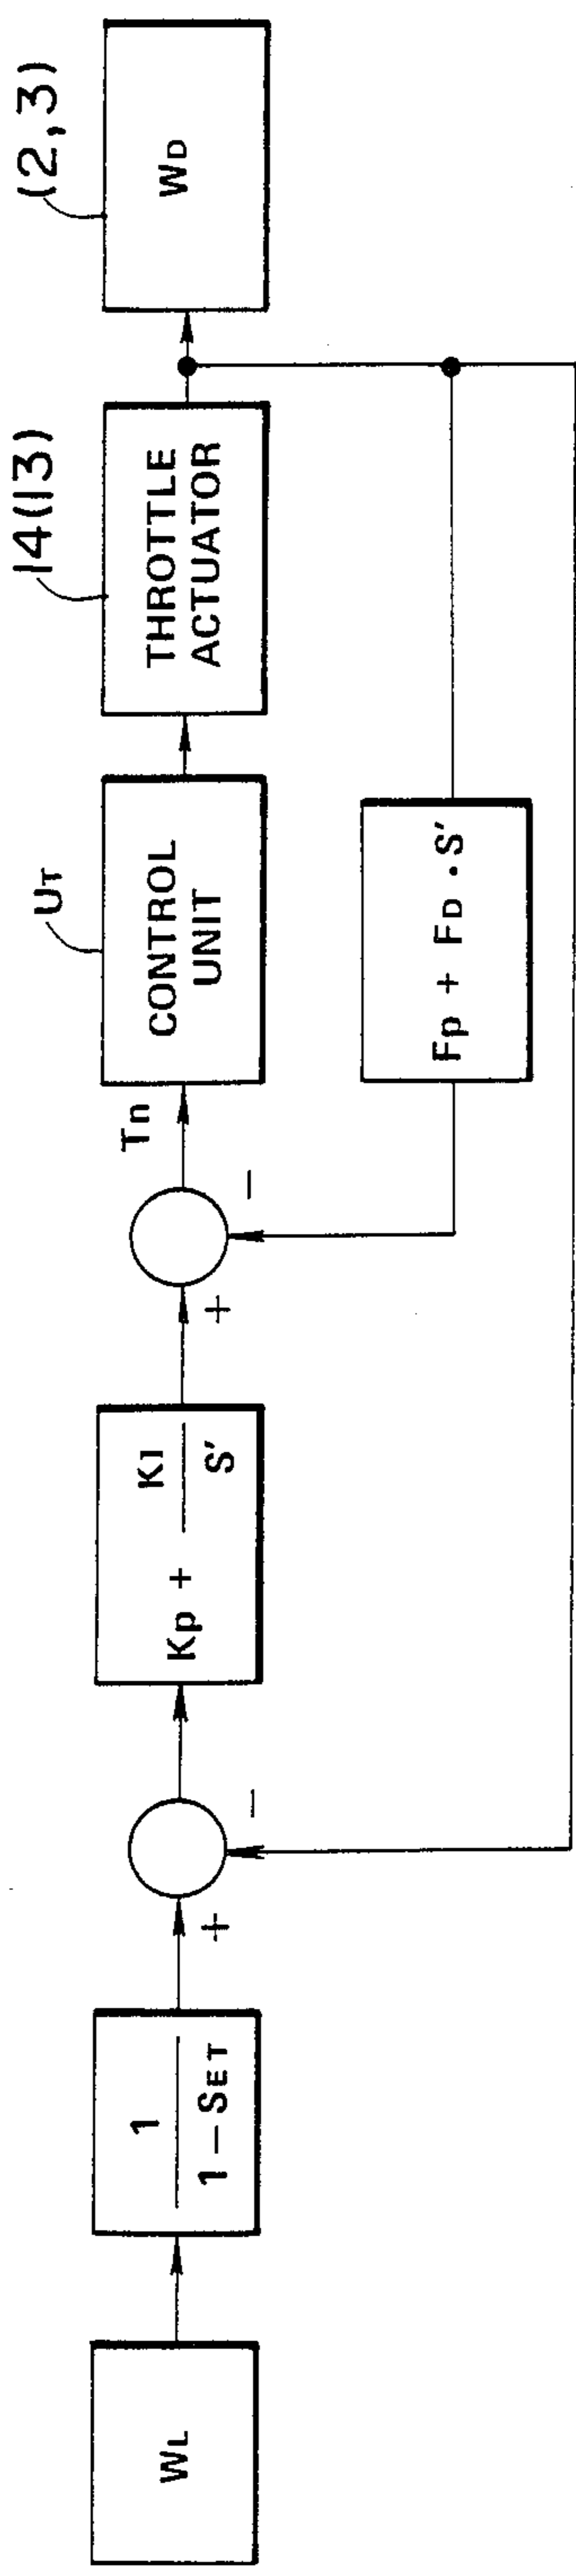 WL
1
1 – SET
+
–
Kp + KI
S'
+
–
Tn
UT
CONTROL
UNIT
14(13)
THROTTLE
ACTUATOR
(2,3)
WD
Fp + FD · S'